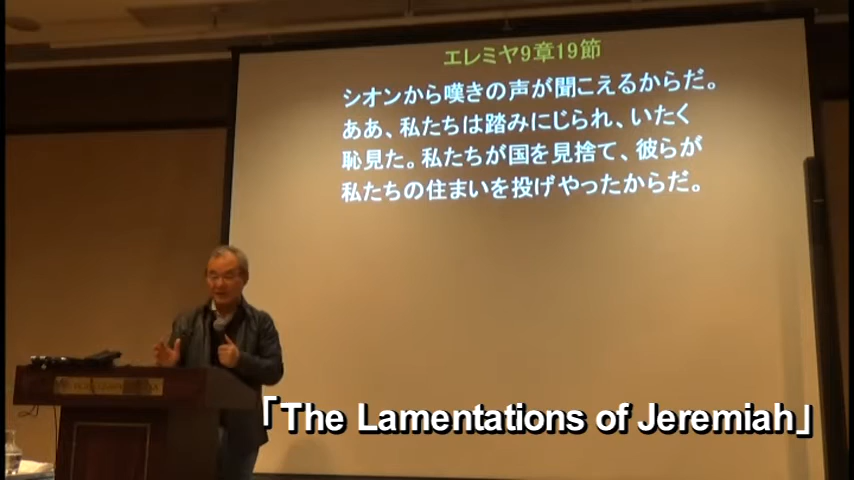 エレミヤ9章19節
シオンから嘆きの声が聞こえるからだ。
ああ、私たちは踏みにじられ、いたく
恥見た。私たちが国を見捨て、彼らが
私たちの住まいを投げやったからだ。
「The Lamentations of Jeremiah」